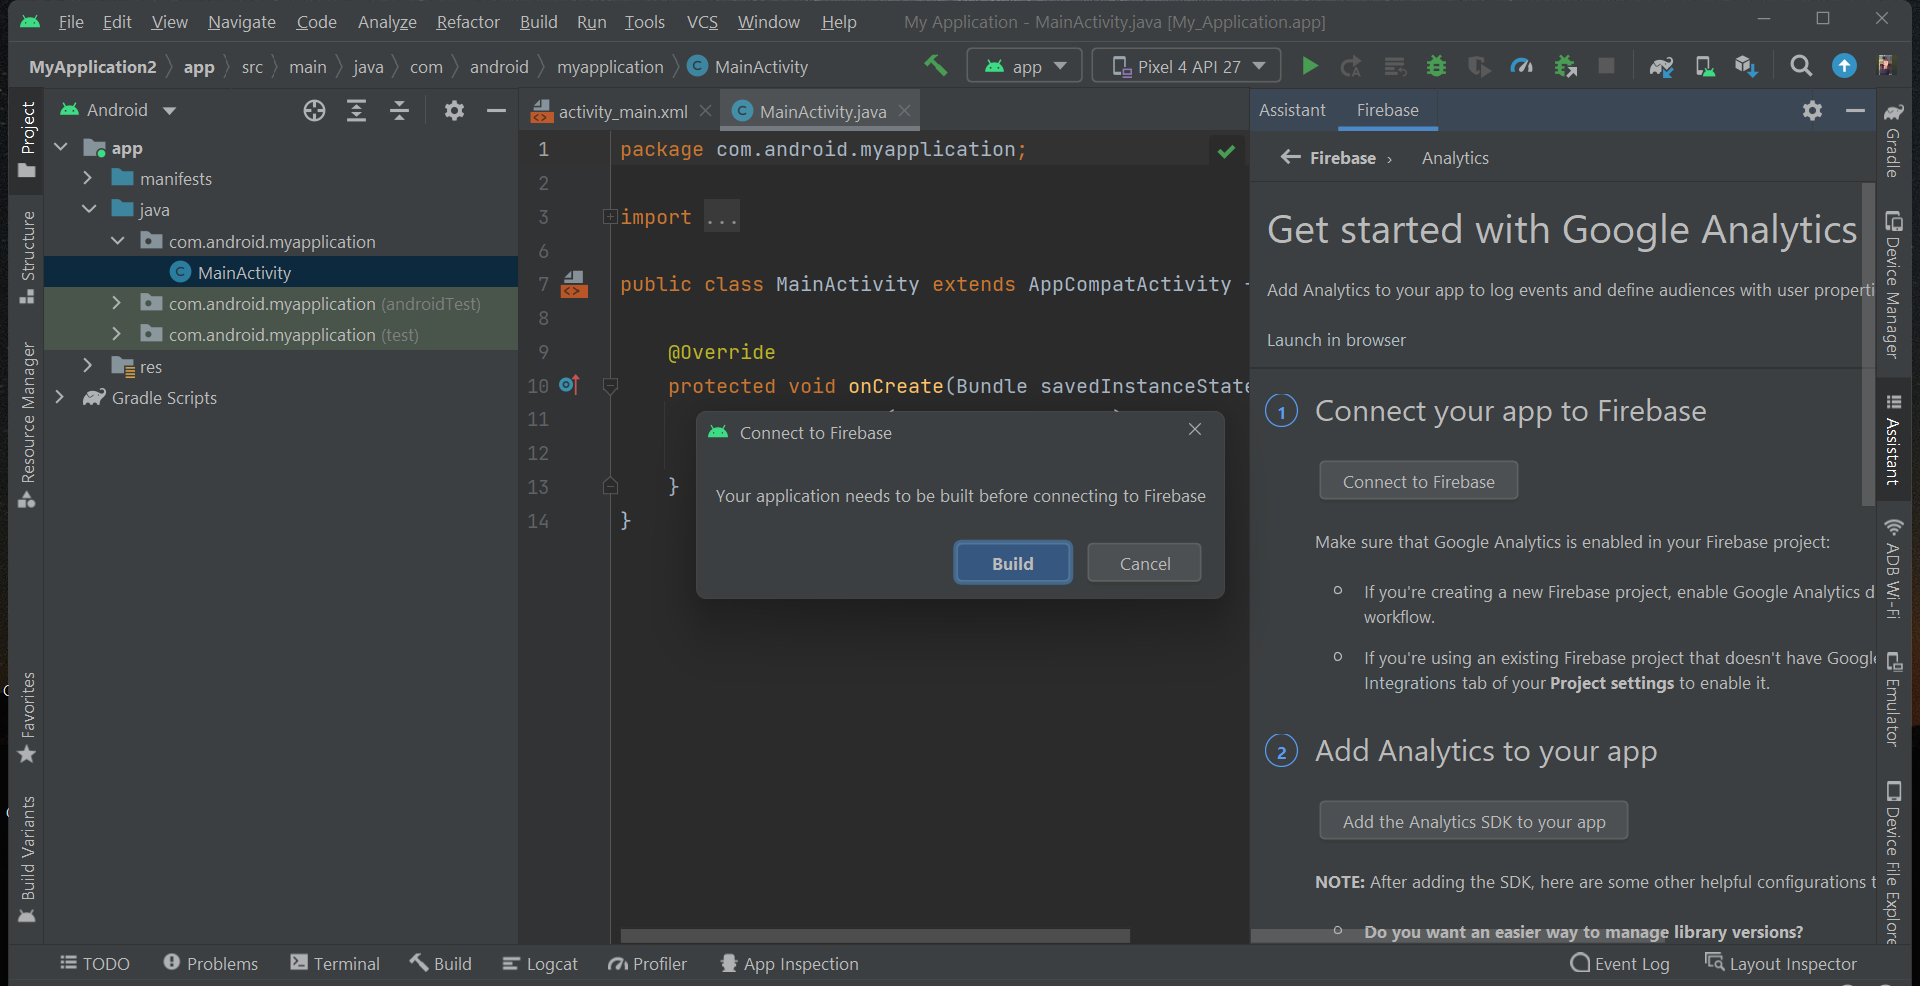 File Edit View Navigate Code Analyze Refactor Build Run Tools VCS Window Help My Application - MainActivity.java [My_Application.app]
MyApplication2 app src main java com android myapplication MainActivity app Pixel 4 API 27
Project
Structure
Resource Manager
Favorites
Build Variants
Android
app
manifests
java
com.android.myapplication
MainActivity
com.android.myapplication (androidTest)
com.android.myapplication (test)
res
Gradle Scripts
activity_main.xml MainActivity.java
1 package com.android.myapplication;
2
3 import ...
6
7 public class MainActivity extends AppCompatActivity
8
9 @Override
10 protected void onCreate(Bundle savedInstanceState
11
12
13 }
14 }
Connect to Firebase
Your application needs to be built before connecting to Firebase
Build Cancel
Assistant Firebase
Firebase › Analytics
Get started with Google Analytics
Add Analytics to your app to log events and define audiences with user properti
Launch in browser
1 Connect your app to Firebase
Connect to Firebase
Make sure that Google Analytics is enabled in your Firebase project:
If you're creating a new Firebase project, enable Google Analytics d
workflow.
If you're using an existing Firebase project that doesn't have Googl
Integrations tab of your Project settings to enable it.
2 Add Analytics to your app
Add the Analytics SDK to your app
NOTE: After adding the SDK, here are some other helpful configurations t
Do you want an easier way to manage library versions?
Gradle
Device Manager
Assistant
ADB Wi-Fi
Emulator
Device File Explore
TODO Problems Terminal Build Logcat Profiler App Inspection Event Log Layout Inspector